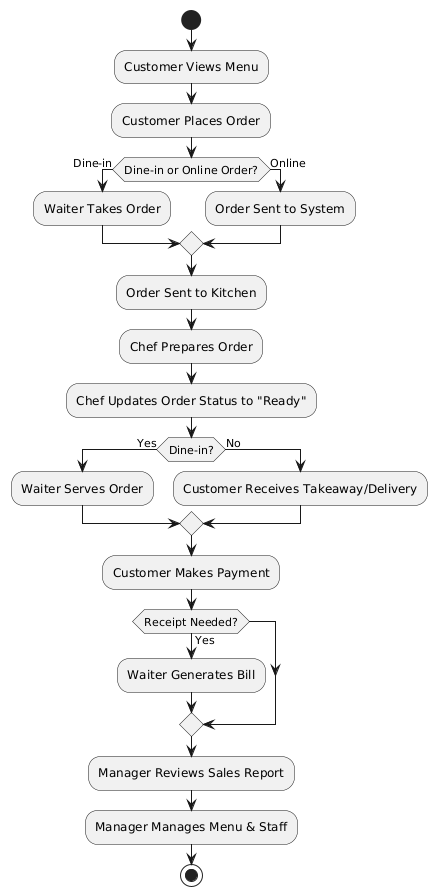 Customer Views Menu
Customer Places Order
Dine-in
Dine-in or Online Order?
Online
Waiter Takes Order
Order Sent to System
Order Sent to Kitchen
Chef Prepares Order
Chef Updates Order Status to "Ready"
Yes
Dine-in?
No
Waiter Serves Order
Customer Receives Takeaway/Delivery
Customer Makes Payment
Receipt Needed?
Yes
Waiter Generates Bill
Manager Reviews Sales Report
Manager Manages Menu & Staff